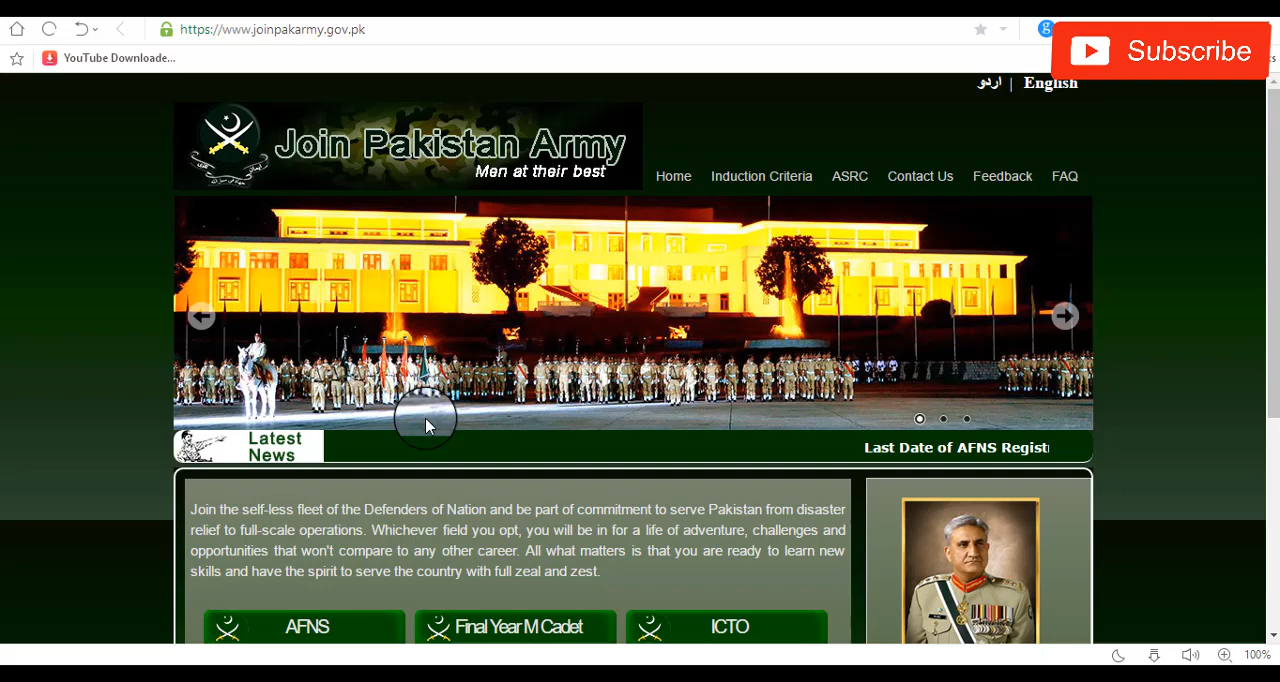 https://www.joinpakarmy.gov.pk
Subscribe
YouTube Downloade...
اردو | English
Join Pakistan Army
Men at their best
Home Induction Criteria ASRC Contact Us Feedback FAQ
Latest
News
Last Date of AFNS Regist
Join the self-less fleet of the Defenders of Nation and be part of commitment to serve Pakistan from disaster
relief to full-scale operations. Whichever field you opt, you will be in for a life of adventure, challenges and
opportunities that won't compare to any other career. All what matters is that you are ready to learn new
skills and have the spirit to serve the country with full zeal and zest.
AFNS Final Year M Cadet ICTO
100%